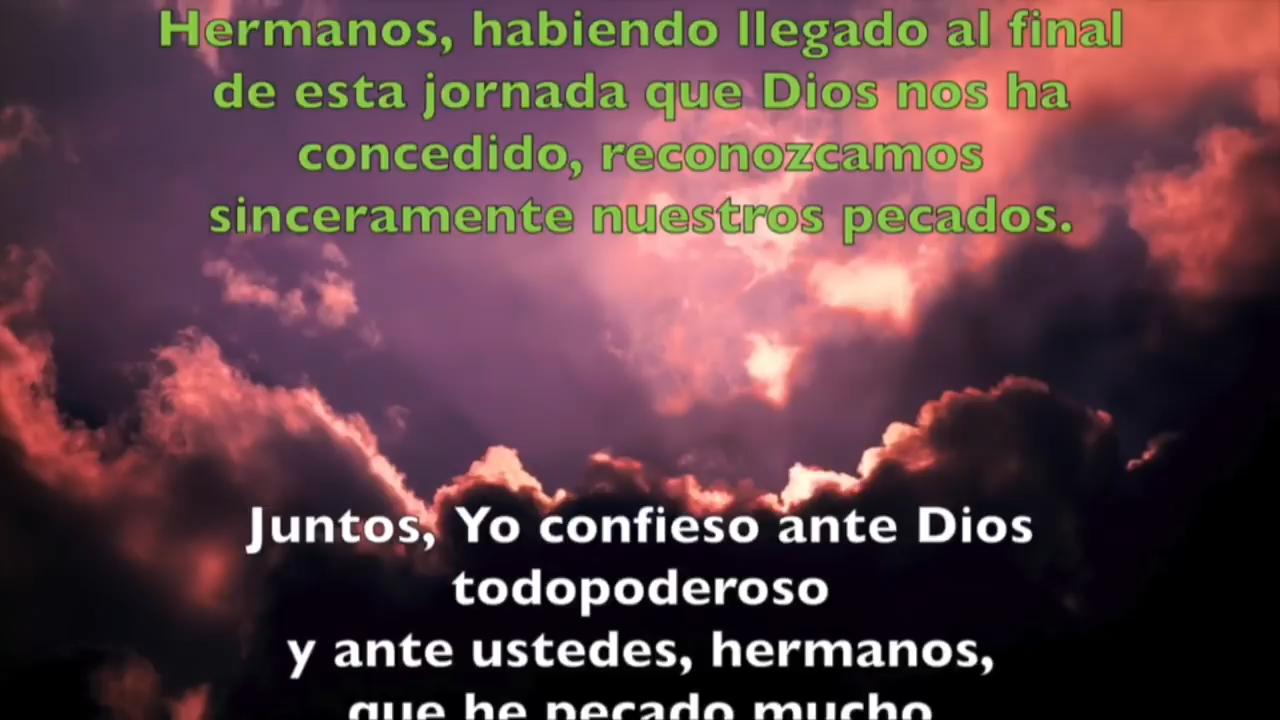 Hermanos, habiendo llegado al final
de esta jornada que Dios nos ha
concedido, reconozcamos
sinceramente nuestros pecados.
Juntos, Yo confieso ante Dios
todopoderoso
y ante ustedes, hermanos,
que he pecado mucho